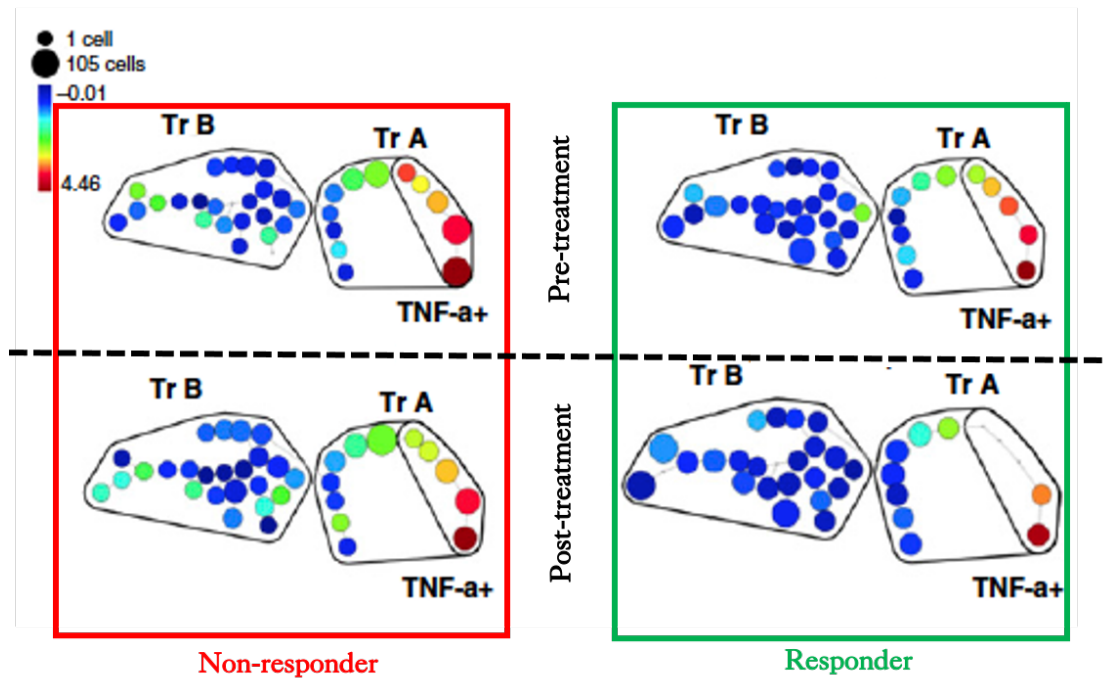 1 cell
105 cells
–0.01
4.46
Tr B
Tr A
TNF-a+
Pre-treatment
Tr B
Tr A
TNF-a+
Tr B
Tr A
TNF-a+
Post-treatment
Tr B
Tr A
TNF-a+
Non-responder
Responder